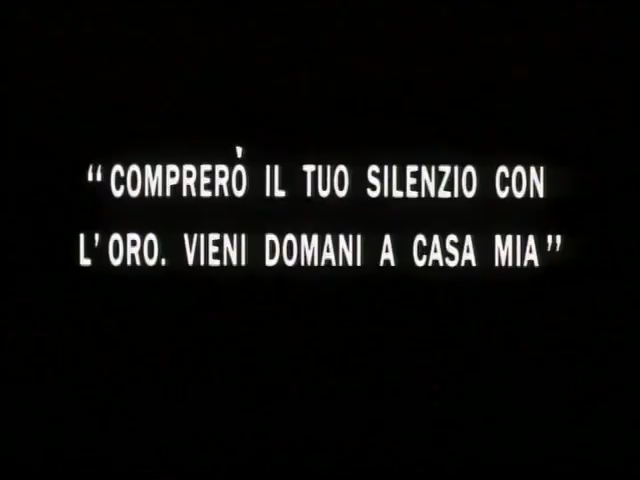 “COMPRERÒ IL TUO SILENZIO CON
L'ORO. VIENI DOMANI A CASA MIA”